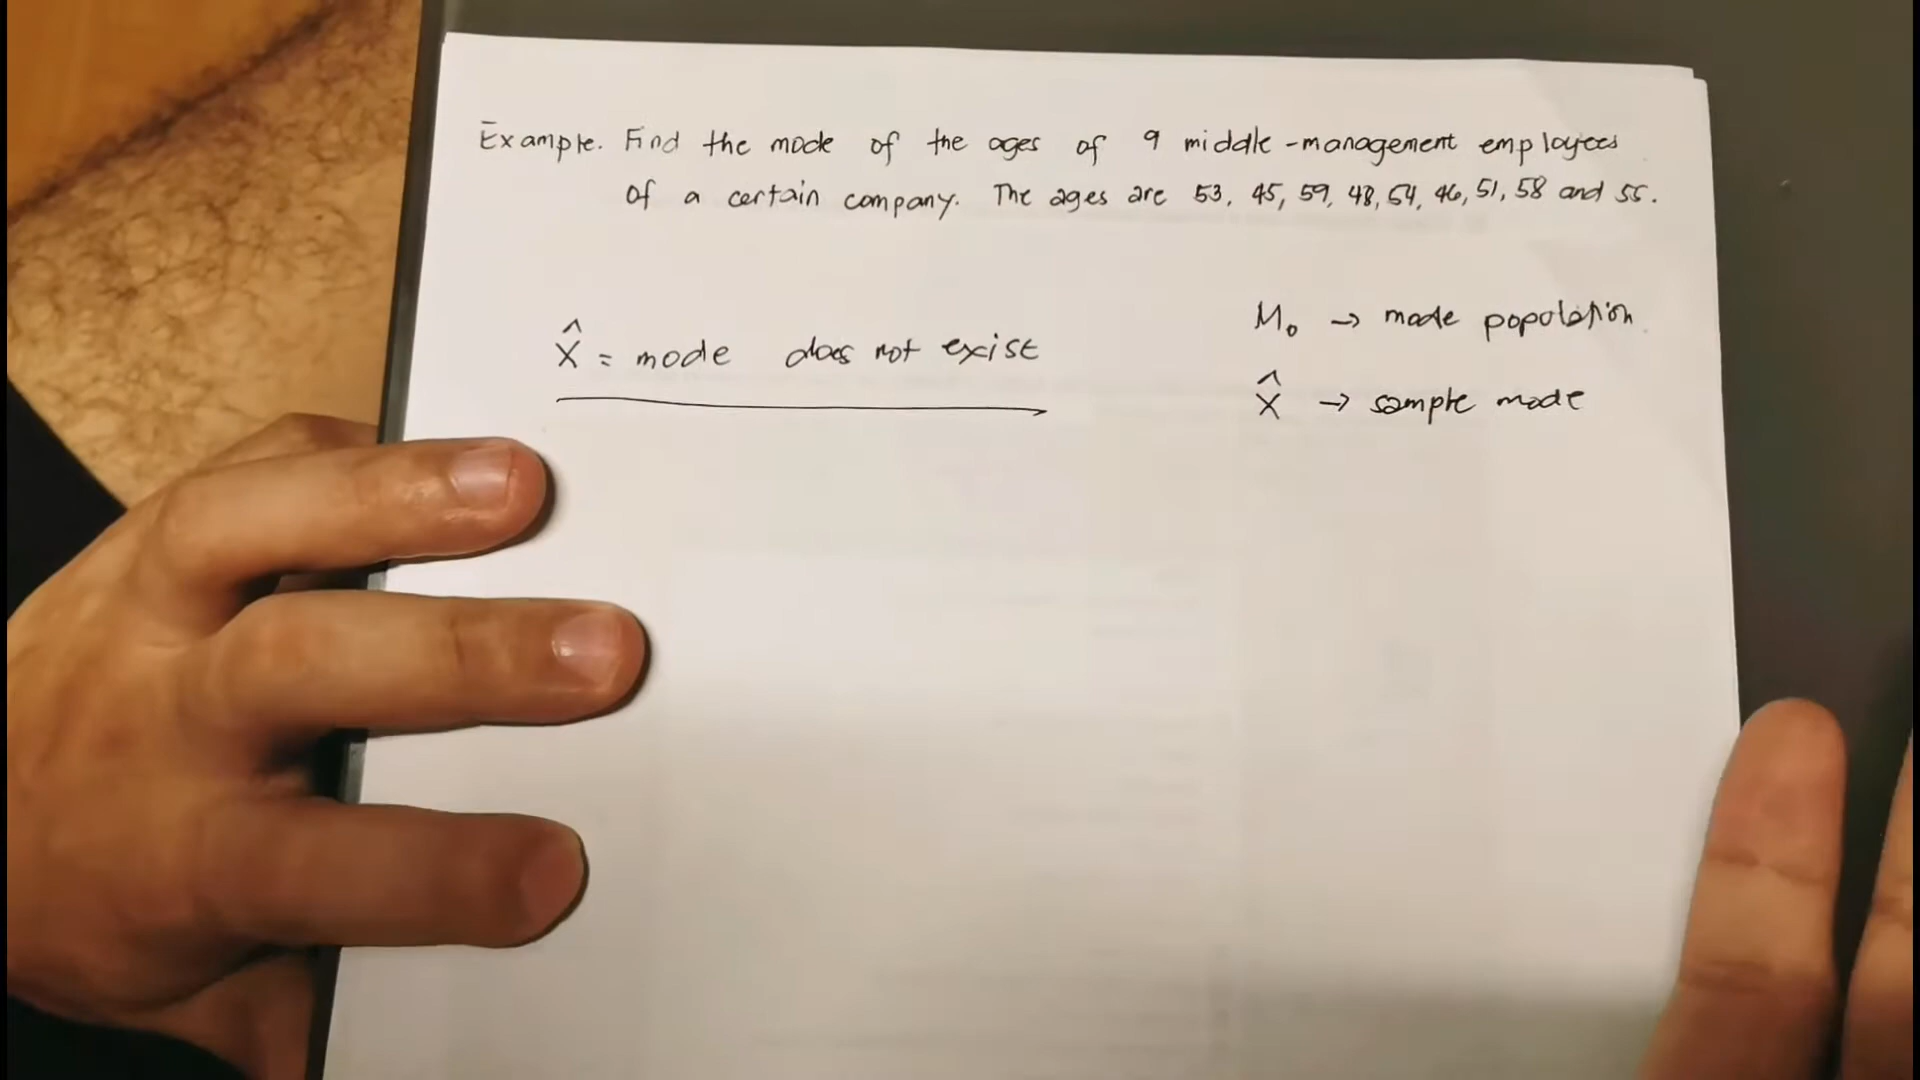 Example. Find the mode of the ages of 9 middle-management employees
of a certain company. The ages are 53, 45, 59, 48, 54, 46, 51, 58 and 55.
M₀ → mode population
X̂ = mode does not exist
X̂ → sample mode